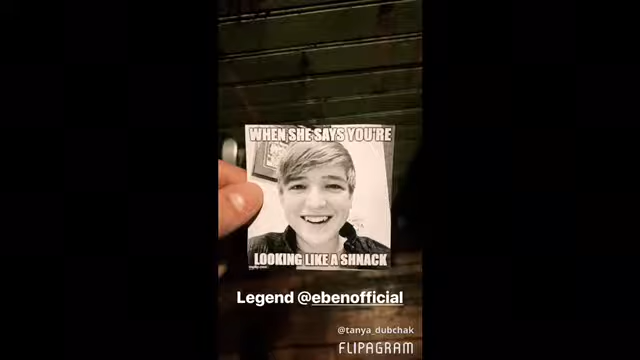 WHEN SHE SAYS YOU'RE
LOOKING LIKE A SHNACK
Legend @ebenofficial
@tanya_dubchak
FLIPAGRAM